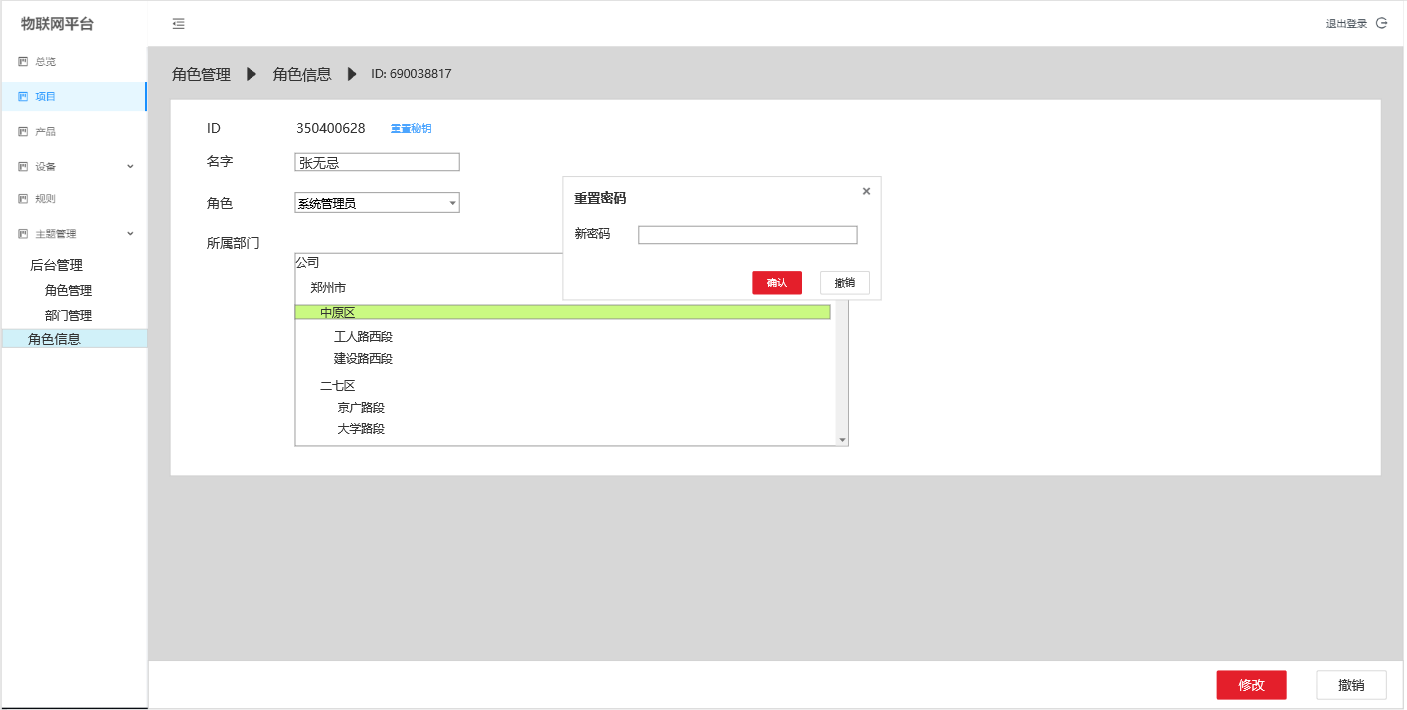 物联网平台
退出登录
总览
项目
产品
设备
规则
主题管理
后台管理
角色管理
部门管理
角色信息
角色管理 角色信息 ID: 690038817
ID 350400628 重置秘钥
名字 张无忌
角色 系统管理员
所属部门
公司
郑州市
中原区
工人路西段
建设路西段
二七区
京广路段
大学路段
重置密码 ×
新密码
确认 撤销
修改 撤销